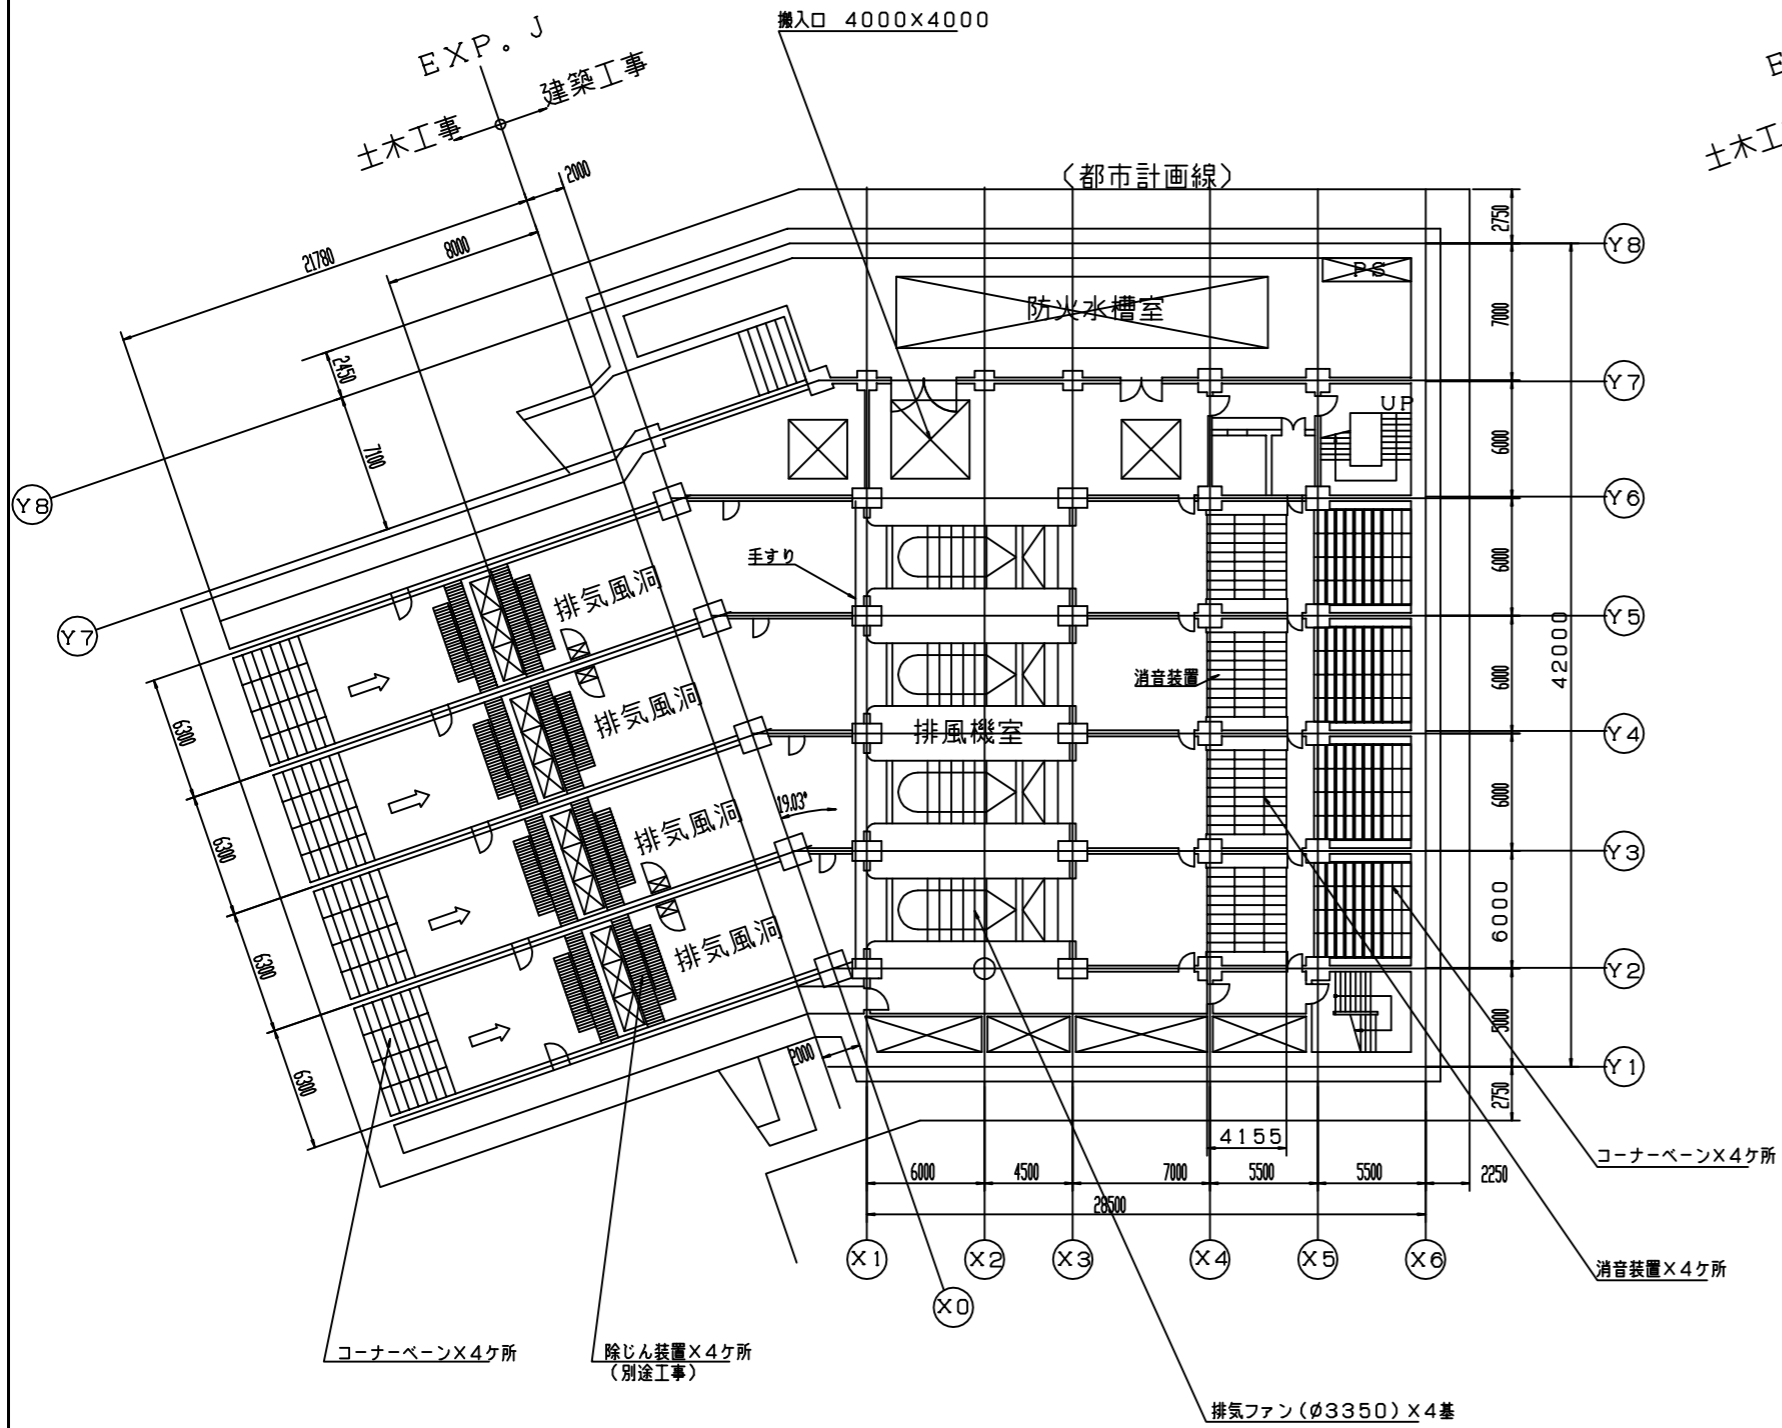 搬入口 4000×4000
EXP。J
建築工事
土木工事
E
土木工
(都市計画線)
2000
2750
21780
8000
Y8
PS
防火水槽室
7000
2450
Y7
UP
7100
6000
Y8
Y6
手すり
排気風洞
6000
Y5
Y7
42000
消音装置
6000
6300
排気風洞
排風機室
Y4
6300
19.03°
6000
排気風洞
Y3
6300
6000
排気風洞
Y2
6300
5000
2000
Y1
2750
4155
コーナーベーン×4ケ所
6000
4500
7000
5500
5500
2250
28500
X1
X2
X3
X4
X5
X6
消音装置×4ケ所
X0
コーナーベーン×4ケ所
除じん装置×4ケ所
(別途工事)
排気ファン(Ø3350)×4基